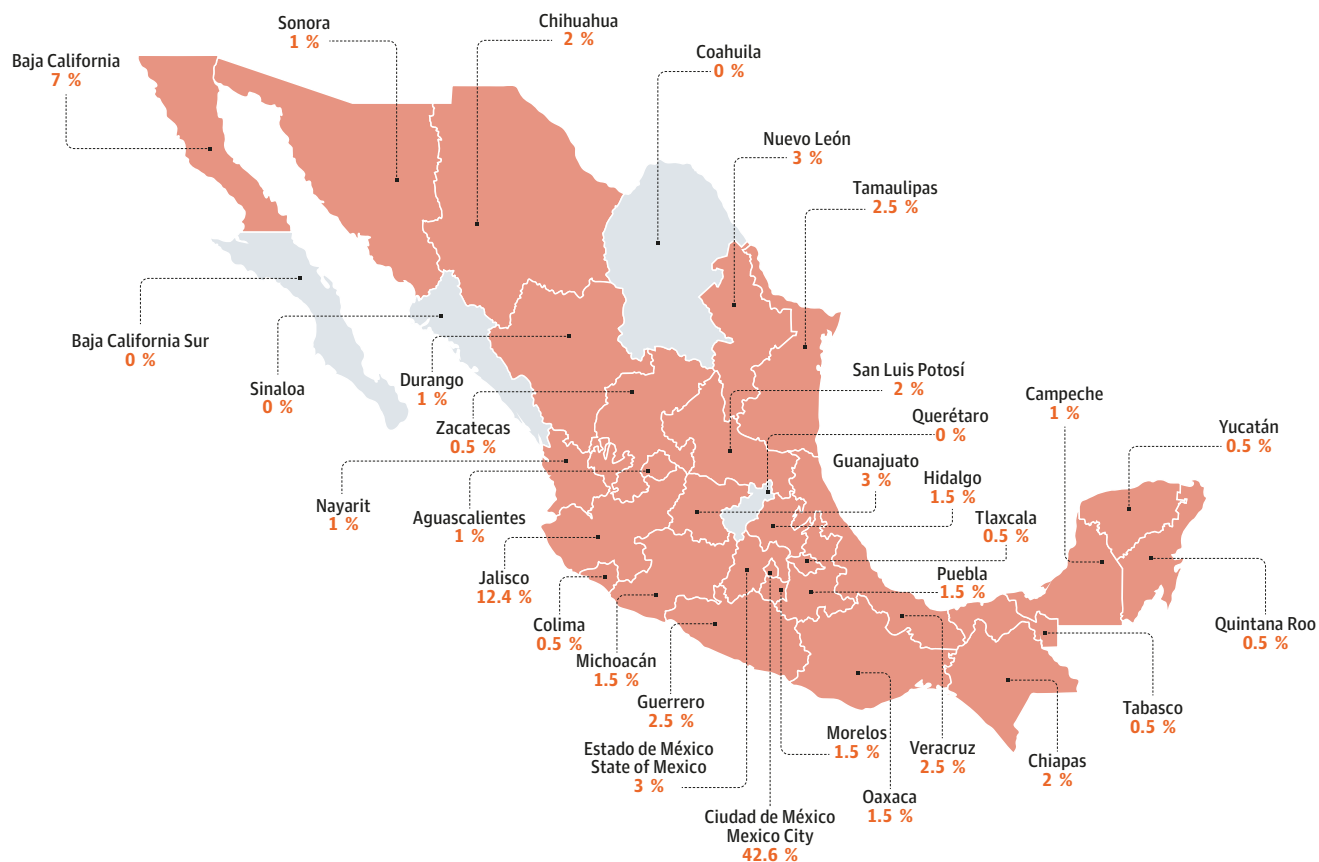 Sonora
1 %
Chihuahua
2 %
Coahuila
0 %
Baja California
7 %
Nuevo León
3 %
Tamaulipas
2.5 %
Baja California Sur
0 %
Sinaloa
0 %
Durango
1 %
Zacatecas
0.5 %
San Luis Potosí
2 %
Querétaro
0 %
Campeche
1 %
Yucatán
0.5 %
Guanajuato
3 %
Hidalgo
1.5 %
Nayarit
1 %
Aguascalientes
1 %
Tlaxcala
0.5 %
Jalisco
12.4 %
Puebla
1.5 %
Colima
0.5 %
Quintana Roo
0.5 %
Michoacán
1.5 %
Guerrero
2.5 %
Tabasco
0.5 %
Estado de México
State of Mexico
3 %
Morelos
1.5 %
Veracruz
2.5 %
Chiapas
2 %
Oaxaca
1.5 %
Ciudad de México
Mexico City
42.6 %